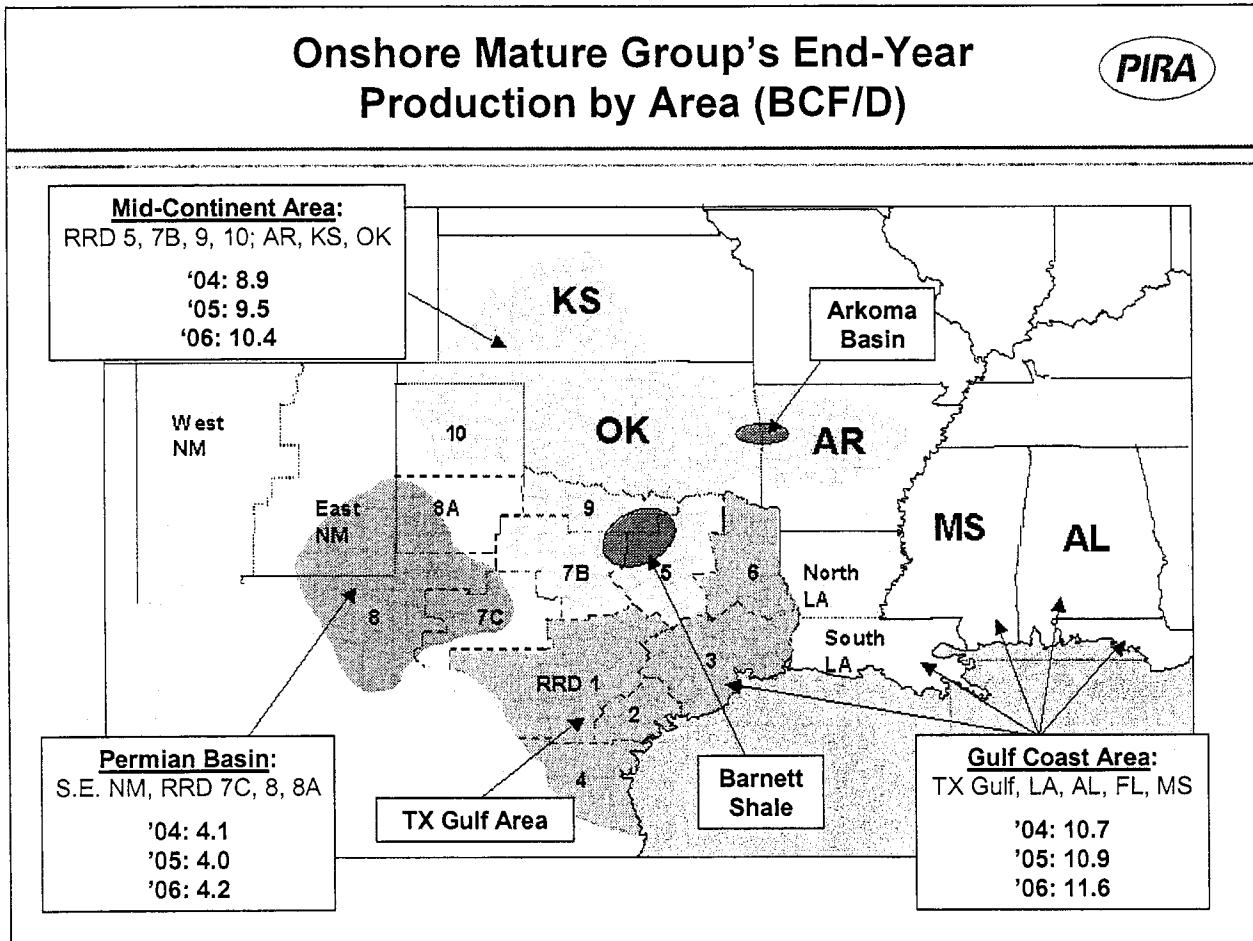 Onshore Mature Group's End-Year
Production by Area (BCF/D)
PIRA
Mid-Continent Area:
RRD 5, 7B, 9, 10; AR, KS, OK
'04: 8.9
'05: 9.5
'06: 10.4
KS
Arkoma
Basin
West
NM
10
OK
AR
East
NM
8A
9
MS
AL
7B
5
6
North
LA
8
7C
South
LA
3
RRD 1
2
4
Permian Basin:
S.E. NM, RRD 7C, 8, 8A
'04: 4.1
'05: 4.0
'06: 4.2
TX Gulf Area
Barnett
Shale
Gulf Coast Area:
TX Gulf, LA, AL, FL, MS
'04: 10.7
'05: 10.9
'06: 11.6